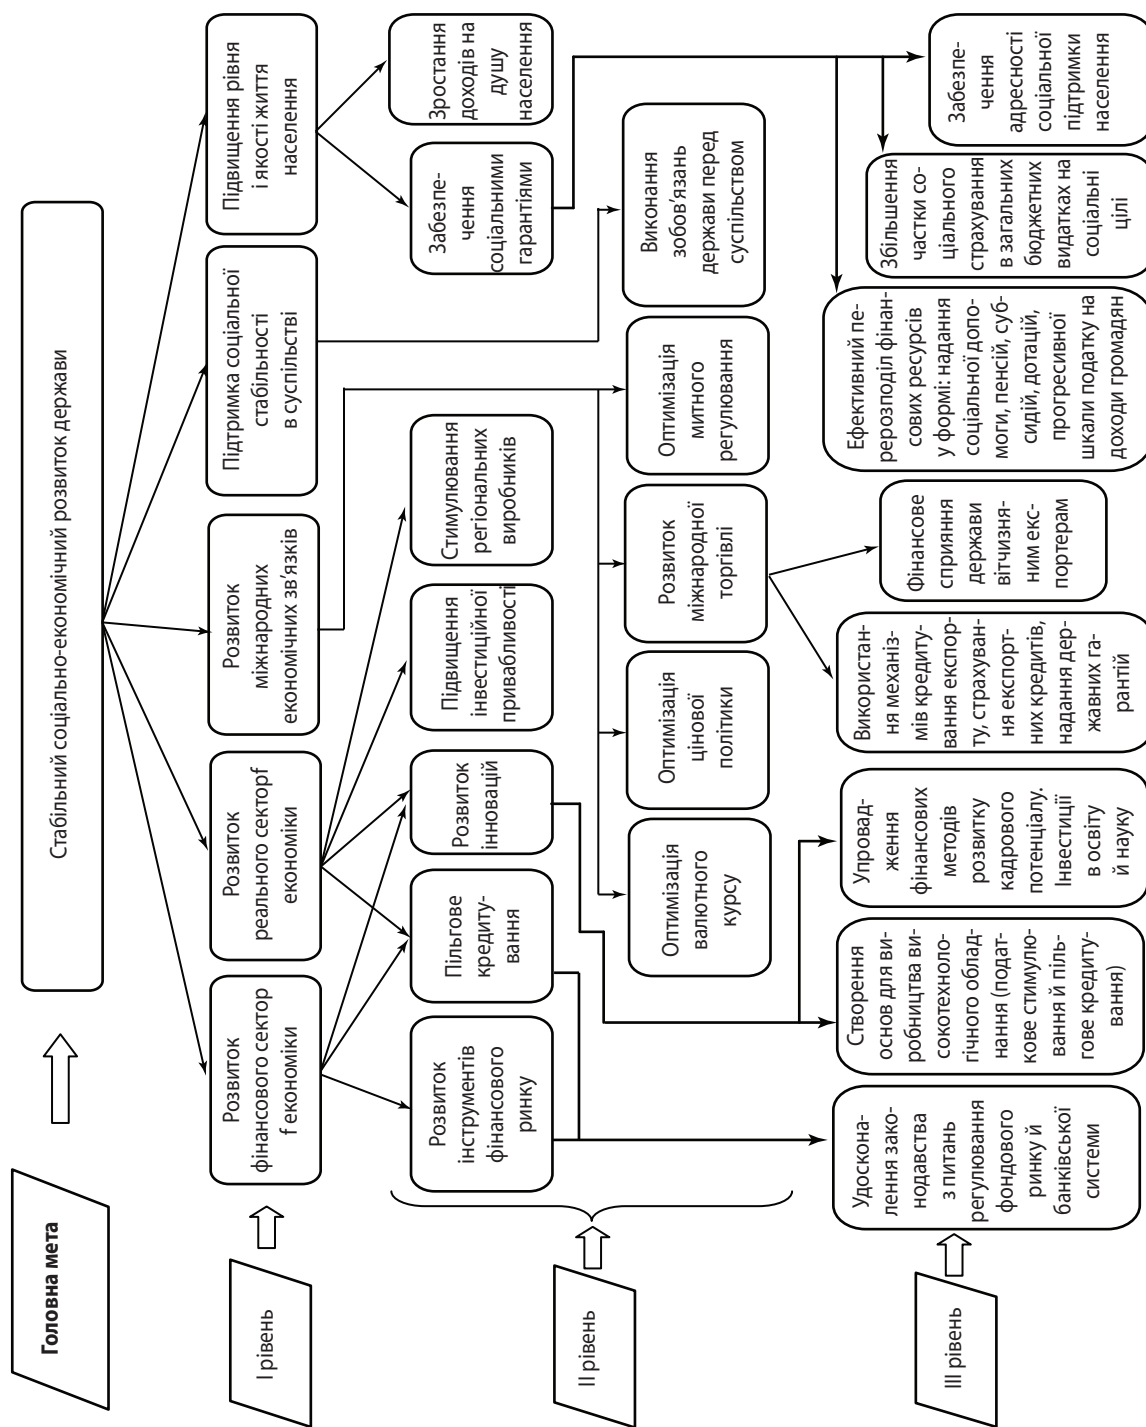 Головна мета
Стабільний соціально-економічний розвиток держави
І рівень
Розвиток
фінансового сектор
f економіки
Розвиток
реального секторf
економіки
Розвиток
міжнародних
економічних зв'язків
Підтримка соціальної
стабільності
в суспільстві
Підвищення рівня
і якості життя
населення
ІІ рівень
Розвиток
інструментів
фінансового
ринку
Пільгове
кредиту-
вання
Розвиток
інновацій
Підвищення
інвестиційної
привабливості
Стимулювання
регіональних
виробників
Забезпе-
чення
соціальними
гарантіями
Зростання
доходів на
душу
населення
Оптимізація
валютного
курсу
Оптимізація
цінової
політики
Розвиток
міжнародної
торгівлі
Оптимізація
митного
регулювання
Виконання
зобов'язань
держави перед
суспільством
ІІІ рівень
Удоскона-
лення зако-
нодавства
з питань
регулювання
фондового
ринку й
банківської
системи
Створення
основ для ви-
робництва ви-
сокотехноло-
гічного облад-
нання (подат-
кове стимулю-
вання й піль-
гове кредиту-
вання)
Упровад-
ження
фінансових
методів
розвитку
кадрового
потенціалу.
Інвестиції
в освіту
й науку
Використан-
ня механіз-
мів кредиту-
вання експор-
ту, страхуван-
ня експорт-
них кредитів,
надання дер-
жавних га-
рантій
Фінансове
сприяння
держави
вітчизня-
ним екс-
портерам
Ефективний пе-
рерозподіл фінан-
сових ресурсів
у формі: надання
соціальної допо-
моги, пенсій, суб-
сидій, дотацій,
прогресивної
шкали податку на
доходи громадян
Збільшення
частки со-
ціального
страхування
в загальних
бюджетних
видатках на
соціальні
цілі
Забезпе-
чення
адресності
соціальної
підтримки
населення